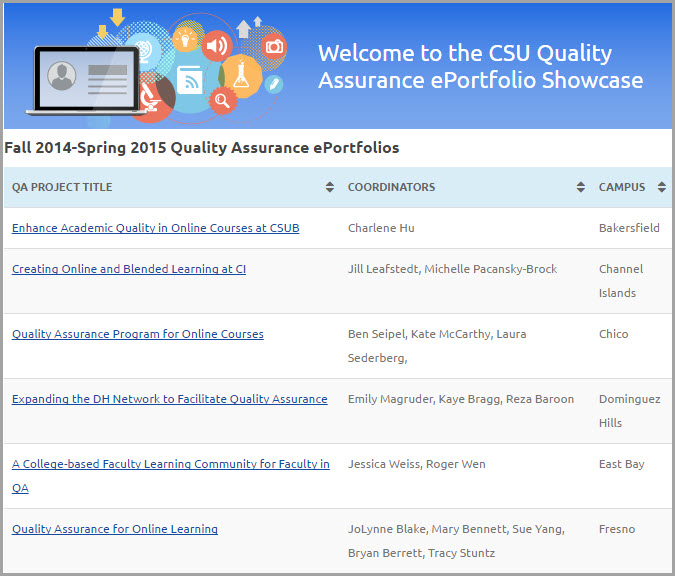 Welcome to the CSU Quality
Assurance ePortfolio Showcase
Fall 2014-Spring 2015 Quality Assurance ePortfolios
QA PROJECT TITLE COORDINATORS CAMPUS
Enhance Academic Quality in Online Courses at CSUB Charlene Hu Bakersfield
Creating Online and Blended Learning at CI Jill Leafstedt, Michelle Pacansky-Brock Channel
Islands
Quality Assurance Program for Online Courses Ben Seipel, Kate McCarthy, Laura Chico
Sederberg,
Expanding the DH Network to Facilitate Quality Assurance Emily Magruder, Kaye Bragg, Reza Baroon Dominguez
Hills
A College-based Faculty Learning Community for Faculty in Jessica Weiss, Roger Wen East Bay
QA
Quality Assurance for Online Learning JoLynne Blake, Mary Bennett, Sue Yang, Fresno
Bryan Berrett, Tracy Stuntz